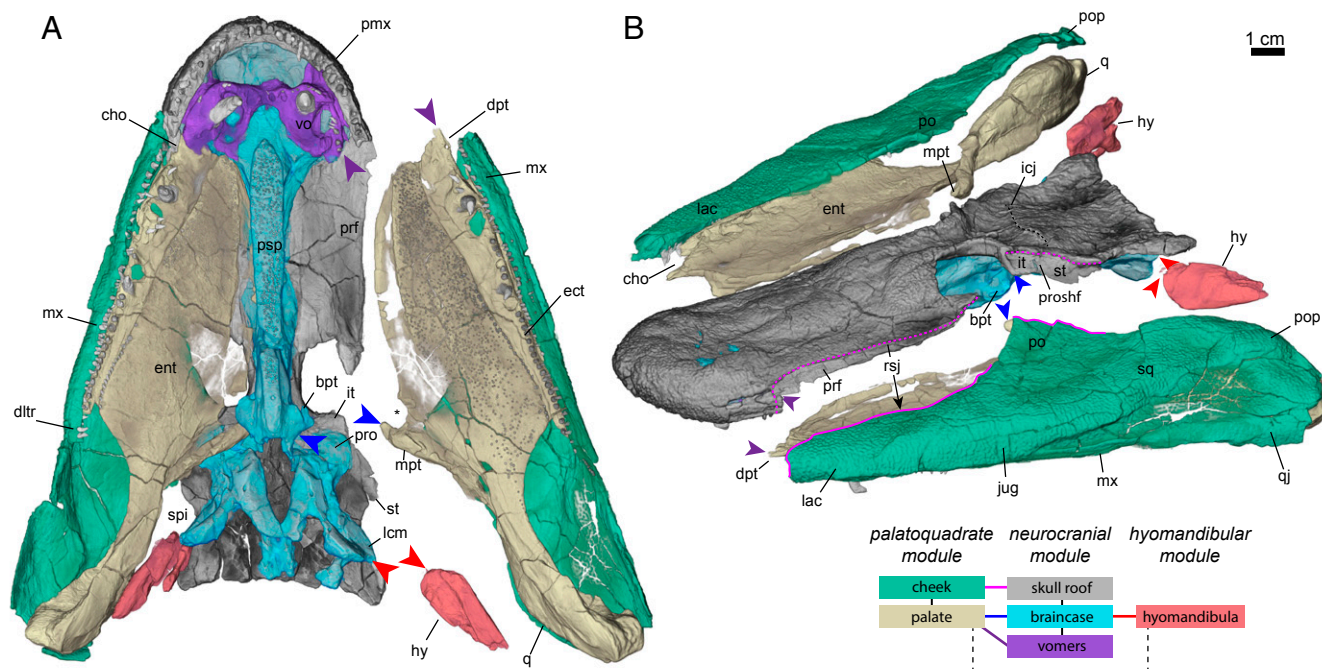 A
pmx
cho
vo
dpt
mx
psp
prf
mx
ect
ent
bpt
it
dltr
pro
*
mpt
spi
st
lcm
hy
q
B
1 cm
pop
q
po
hy
mpt
icj
lac
ent
cho
it
st
hy
proshf
bpt
po
pop
rsj
prf
sq
dpt
lac
jug
mx
qj
palatoquadrate neurocranial hyomandibular
module module module
cheek skull roof
palate braincase hyomandibula
vomers